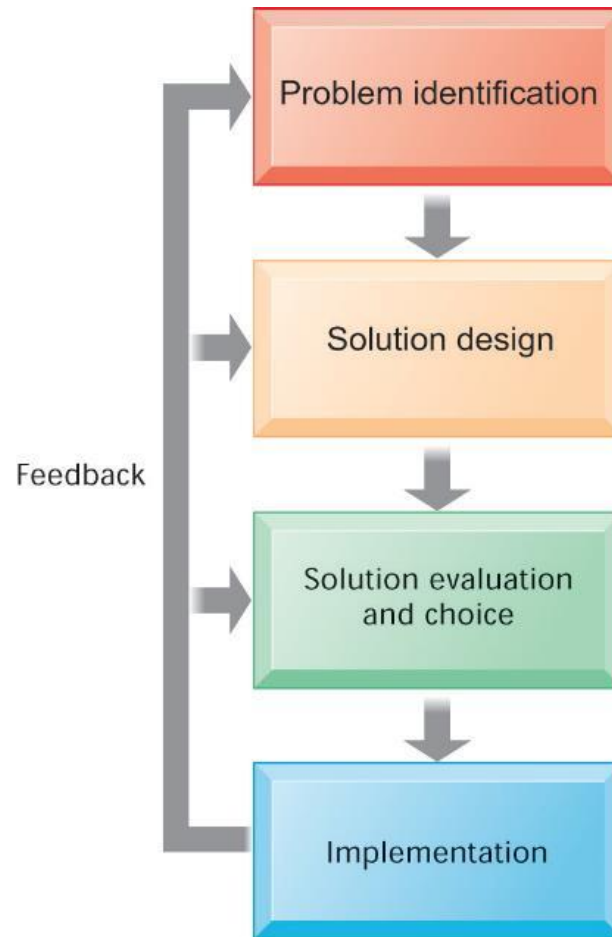 Problem identification
Solution design
Feedback
Solution evaluation
and choice
Implementation